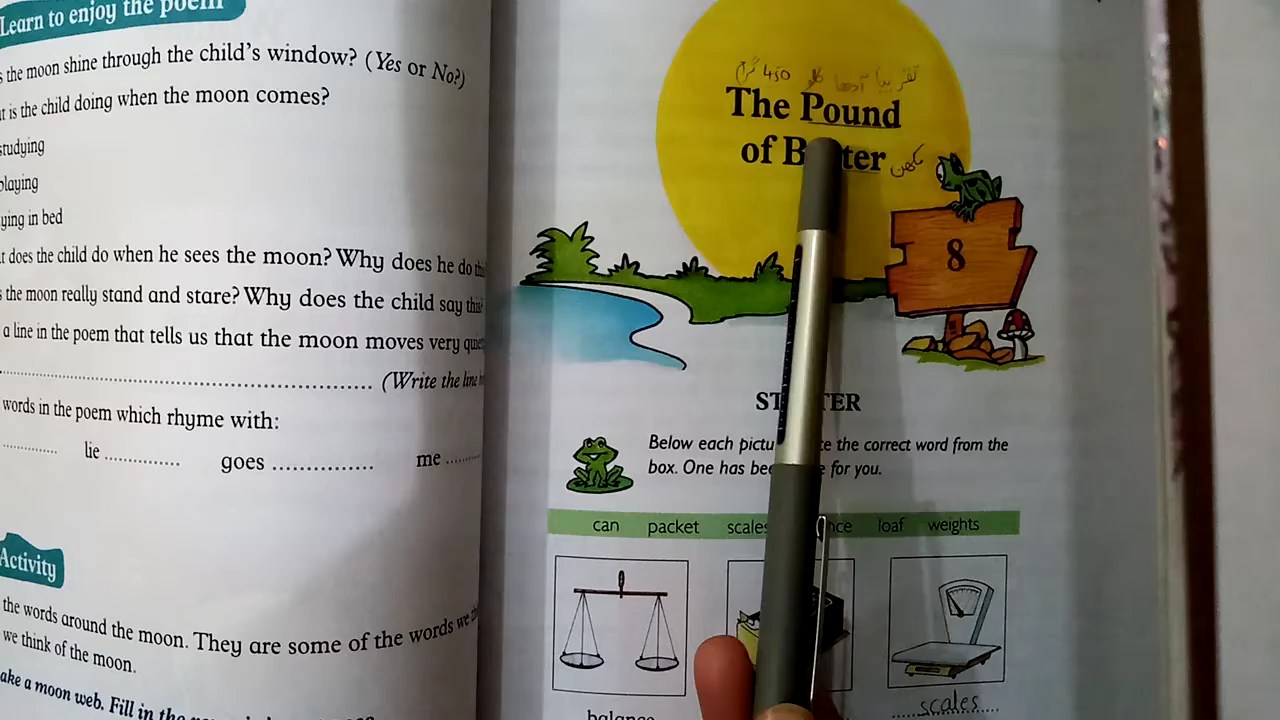 Learn to enjoy the poem
the moon shine through the child's window? (Yes or No?)
is the child doing when the moon comes?
studying
playing
ying in bed
does the child do when he sees the moon? Why does he do
the moon really stand and stare? Why does the child say this
a line in the poem that tells us that the moon moves very
(Write the line
words in the poem which rhyme with:
lie goes me
Activity
the words around the moon. They are some of the words we
we think of the moon.
ake a moon web. Fill in the
تقریباً آدھا کلو 450 گرام
The Pound
of B ter مکھن
8
ST TER
Below each the correct word from the
box. One has for you.
can packet scales nce loaf weights
balance
scales